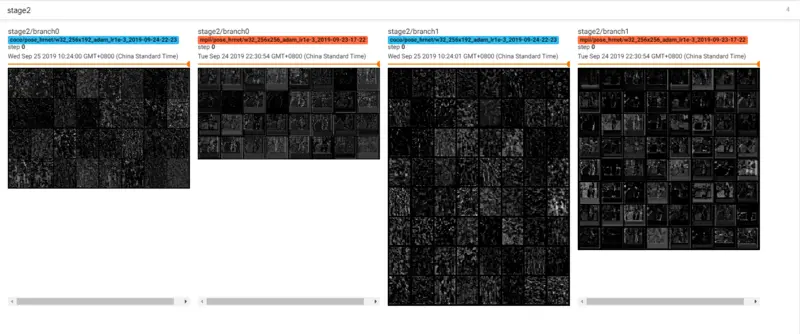 stage2
4
stage2/branch0
coco/pose_hrnet/w32_256x192_adam_lr1e-3_2019-09-24-22-23
step 0
Wed Sep 25 2019 10:24:00 GMT+0800 (China Standard Time)
stage2/branch0
mpii/pose_hrnet/w32_256x256_adam_lr1e-3_2019-09-23-17-22
step 0
Tue Sep 24 2019 22:30:54 GMT+0800 (China Standard Time)
stage2/branch1
coco/pose_hrnet/w32_256x192_adam_lr1e-3_2019-09-24-22-23
step 0
Wed Sep 25 2019 10:24:01 GMT+0800 (China Standard Time)
stage2/branch1
mpii/pose_hrnet/w32_256x256_adam_lr1e-3_2019-09-23-17-22
step 0
Tue Sep 24 2019 22:30:54 GMT+0800 (China Standard Time)